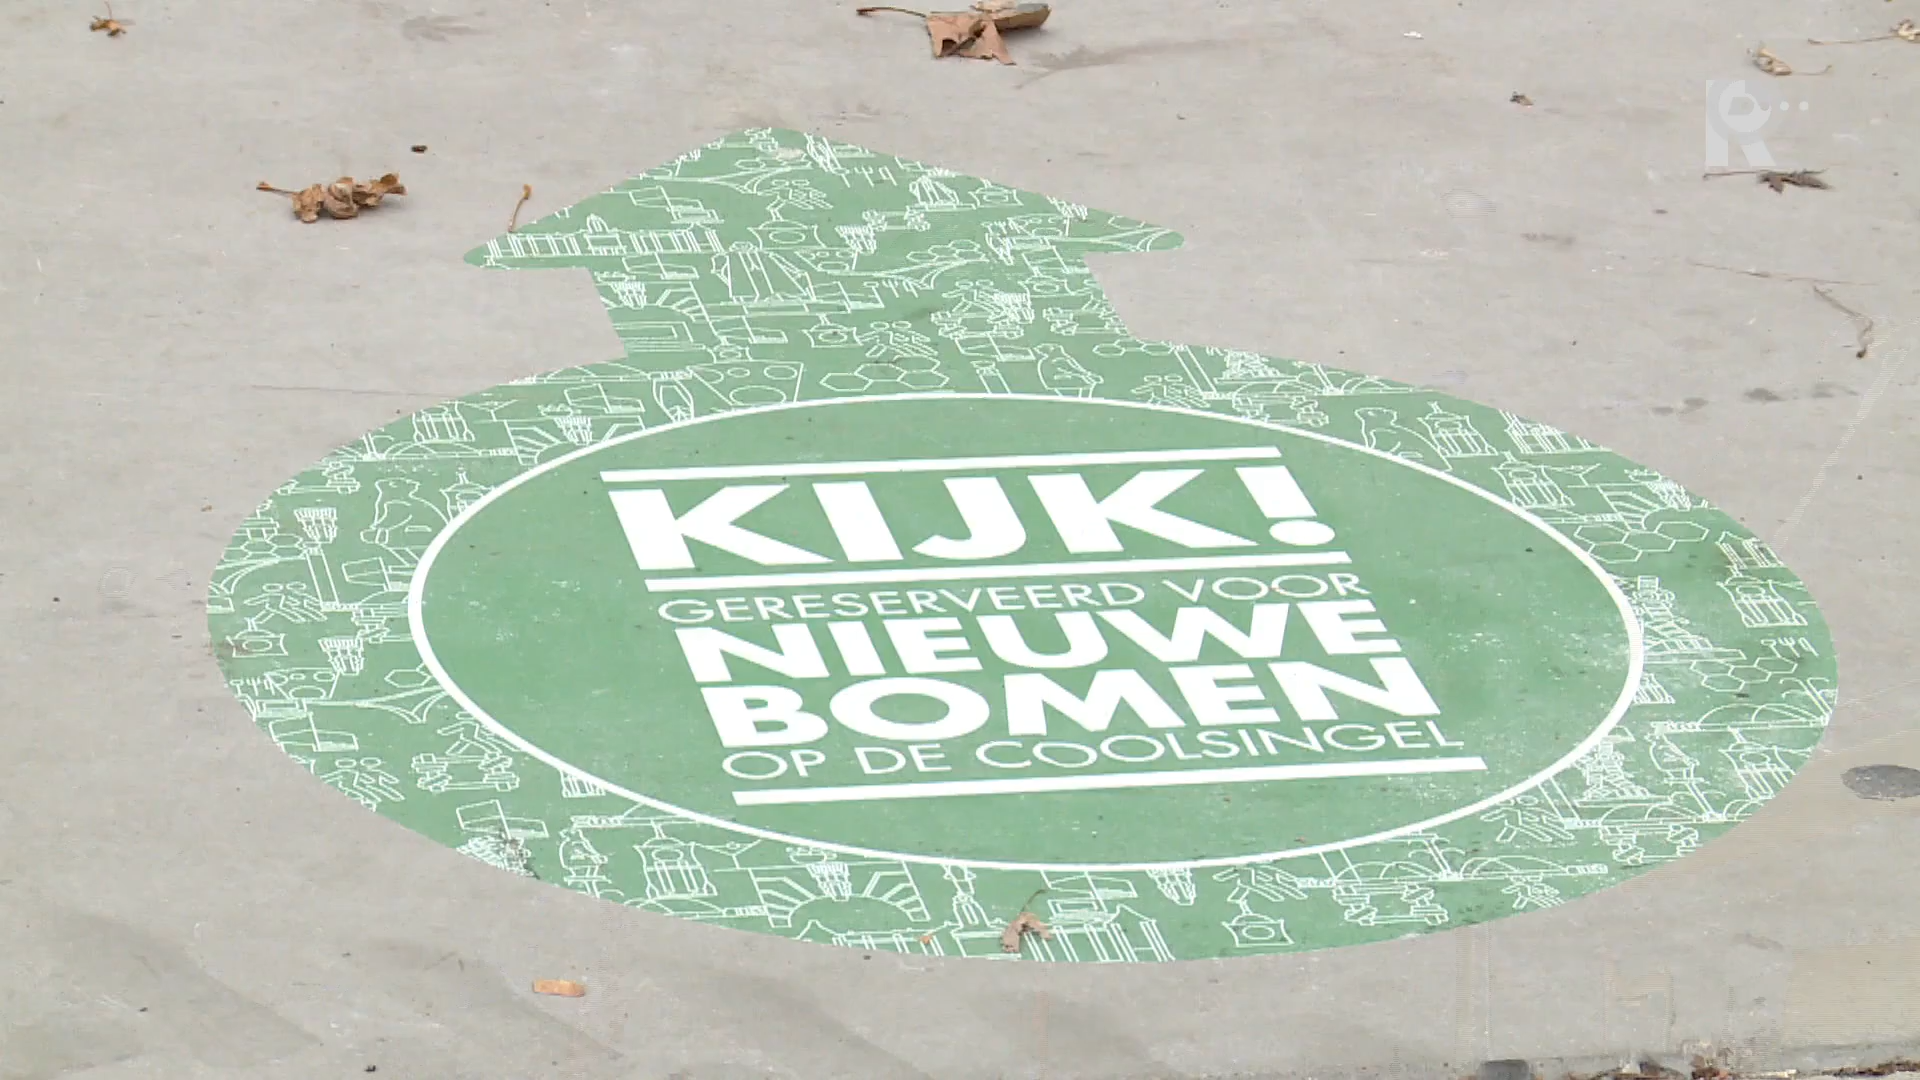 KIJK!
GERESERVEERD VOOR
NIEUWE
BOMEN
OP DE COOLSINGEL
R